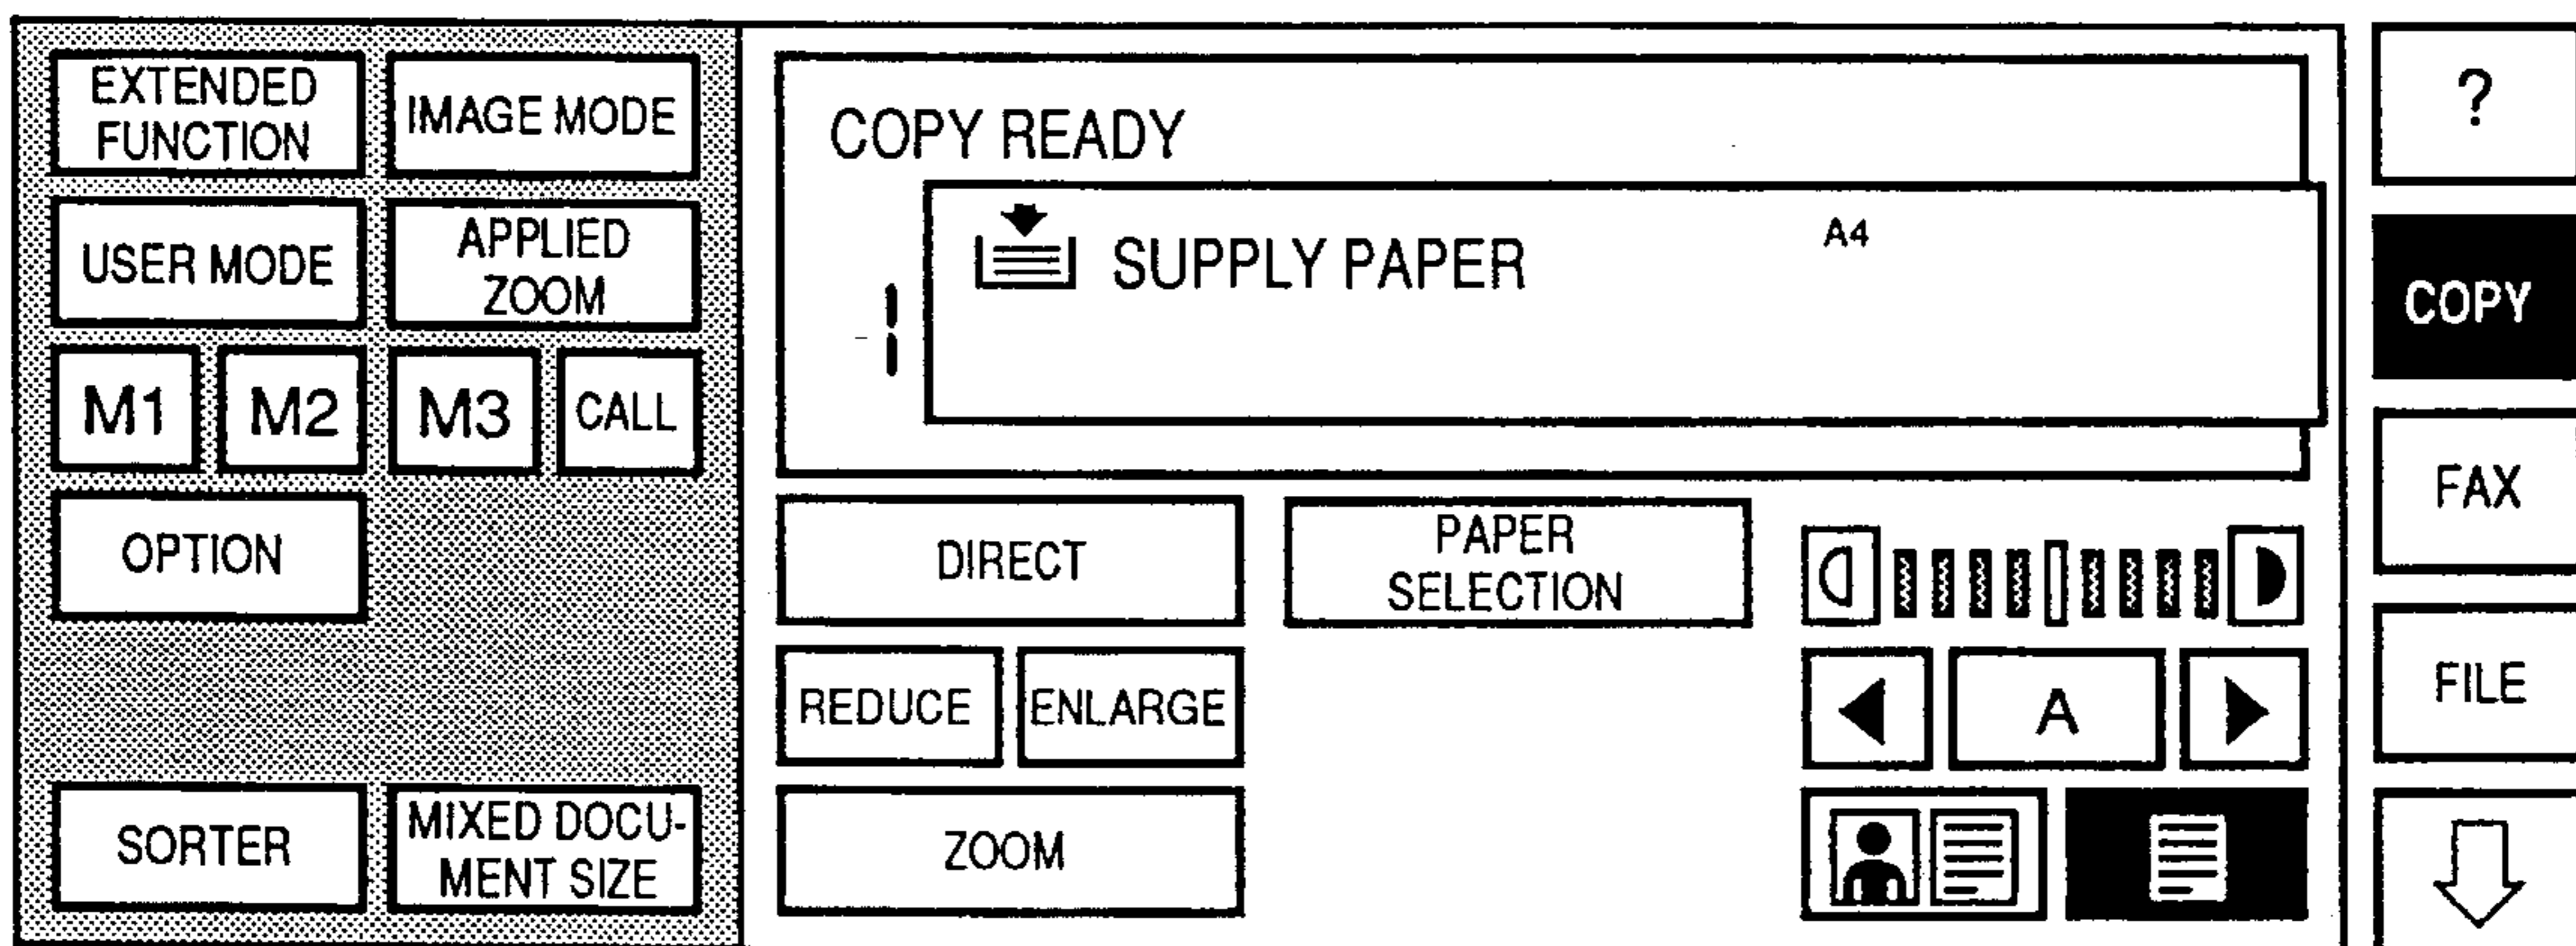 EXTENDED
FUNCTION
IMAGE MODE
USER MODE
APPLIED
ZOOM
M1
M2
M3
CALL
OPTION
SORTER
MIXED DOCU-
MENT SIZE
COPY READY
SUPPLY PAPER
A4
1
DIRECT
PAPER
SELECTION
REDUCE
ENLARGE
A
ZOOM
?
COPY
FAX
FILE